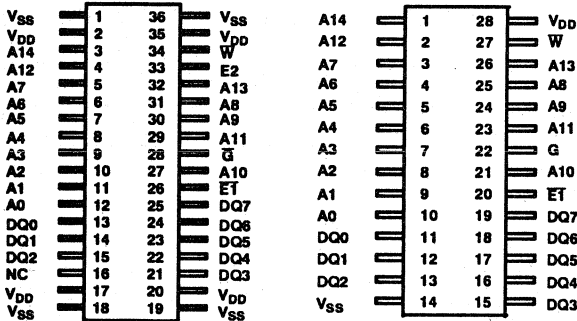 VSS 1 36 VSS
VDD 2 35 VDD
A14 3 34 W̅
A12 4 33 E2
A7 5 32 A13
A6 6 31 A8
A5 7 30 A9
A4 8 29 A11
A3 9 28 G̅
A2 10 27 A10
A1 11 26 E̅1̅
A0 12 25 DQ7
DQ0 13 24 DQ6
DQ1 14 23 DQ5
DQ2 15 22 DQ4
NC 16 21 DQ3
VDD 17 20 VDD
VSS 18 19 VSS
A14 1 28 VDD
A12 2 27 W̅
A7 3 26 A13
A6 4 25 A8
A5 5 24 A9
A4 6 23 A11
A3 7 22 G
A2 8 21 A10
A1 9 20 E̅1̅
A0 10 19 DQ7
DQ0 11 18 DQ6
DQ1 12 17 DQ5
DQ2 13 16 DQ4
VSS 14 15 DQ3